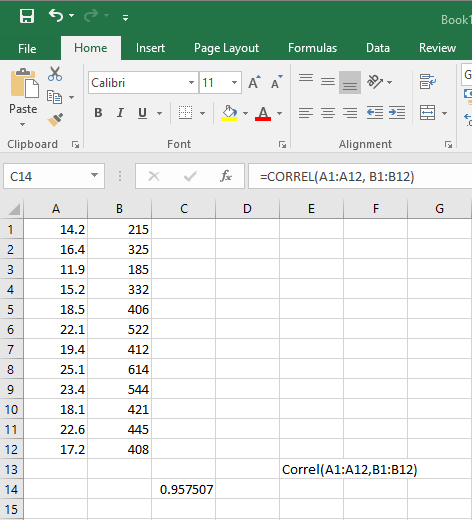 Book1
File Home Insert Page Layout Formulas Data Review
Paste
Calibri 11 A A
B I U A
G
Clipboard Font Alignment
C14 fx =CORREL(A1:A12, B1:B12)
A B C D E F G
1 14.2 215
2 16.4 325
3 11.9 185
4 15.2 332
5 18.5 406
6 22.1 522
7 19.4 412
8 25.1 614
9 23.4 544
10 18.1 421
11 22.6 445
12 17.2 408
13 Correl(A1:A12,B1:B12)
14 0.957507
15